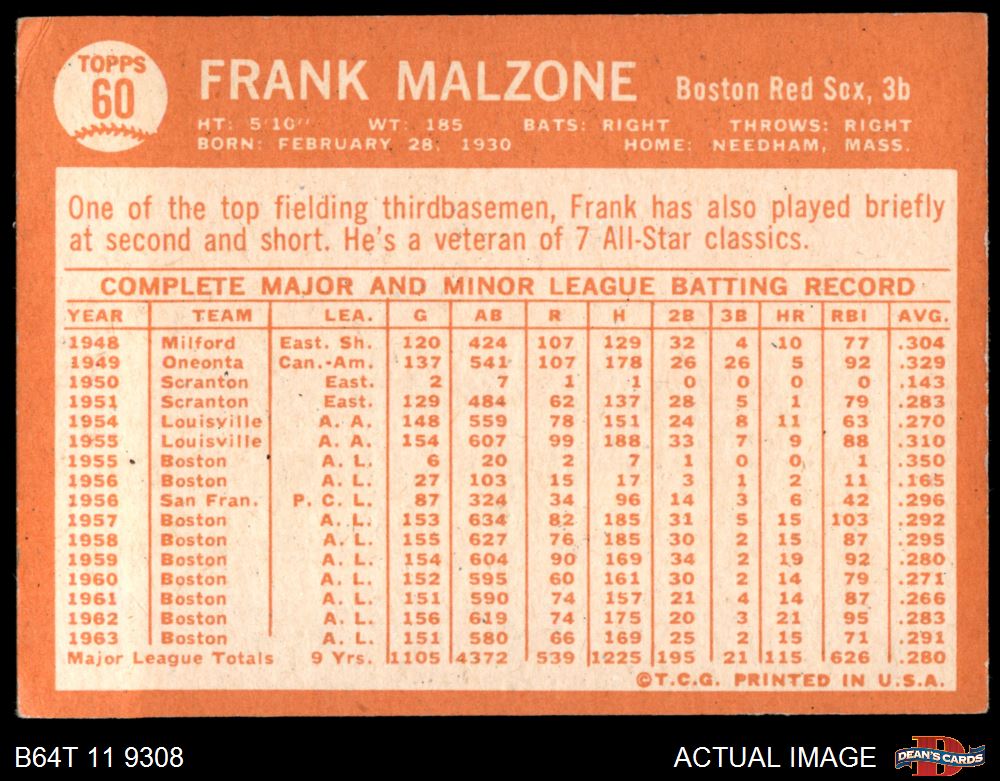 TOPPS
60
FRANK MALZONE Boston Red Sox, 3b
HT: 5'10" WT: 185 BATS: RIGHT THROWS: RIGHT
BORN: FEBRUARY 28, 1930 HOME: NEEDHAM, MASS.
One of the top fielding thirdbasemen, Frank has also played briefly
at second and short. He's a veteran of 7 All-Star classics.
COMPLETE MAJOR AND MINOR LEAGUE BATTING RECORD
YEAR TEAM LEA. G AB R H 2B 3B HR RBI AVG.
1948 Milford East. Sh. 120 424 107 129 32 4 10 77 .304
1949 Oneonta Can.-Am. 137 541 107 178 26 26 5 92 .329
1950 Scranton East. 2 7 1 1 0 0 0 0 .143
1951 Scranton East. 129 484 62 137 28 5 1 79 .283
1954 Louisville A. A. 148 559 78 151 24 8 11 63 .270
1955 Louisville A. A. 154 607 99 188 33 7 9 88 .310
1955 Boston A. L. 6 20 2 7 1 0 0 1 .350
1956 Boston A. L. 27 103 15 17 3 1 2 11 .165
1956 San Fran. P. C. L. 87 324 34 96 14 3 6 42 .296
1957 Boston A. L. 153 634 82 185 31 5 15 103 .292
1958 Boston A. L. 155 627 76 185 30 2 15 87 .295
1959 Boston A. L. 154 604 90 169 34 2 19 92 .280
1960 Boston A. L. 152 595 60 161 30 2 14 79 .271
1961 Boston A. L. 151 590 74 157 21 4 14 87 .266
1962 Boston A. L. 156 619 74 175 20 3 21 95 .283
1963 Boston A. L. 151 580 66 169 25 2 15 71 .291
Major League Totals 9 Yrs. 1105 4372 539 1225 195 21 115 626 .280
©T.C.G. PRINTED IN U.S.A.
B64T 11 9308 ACTUAL IMAGE DEAN'S CARDS